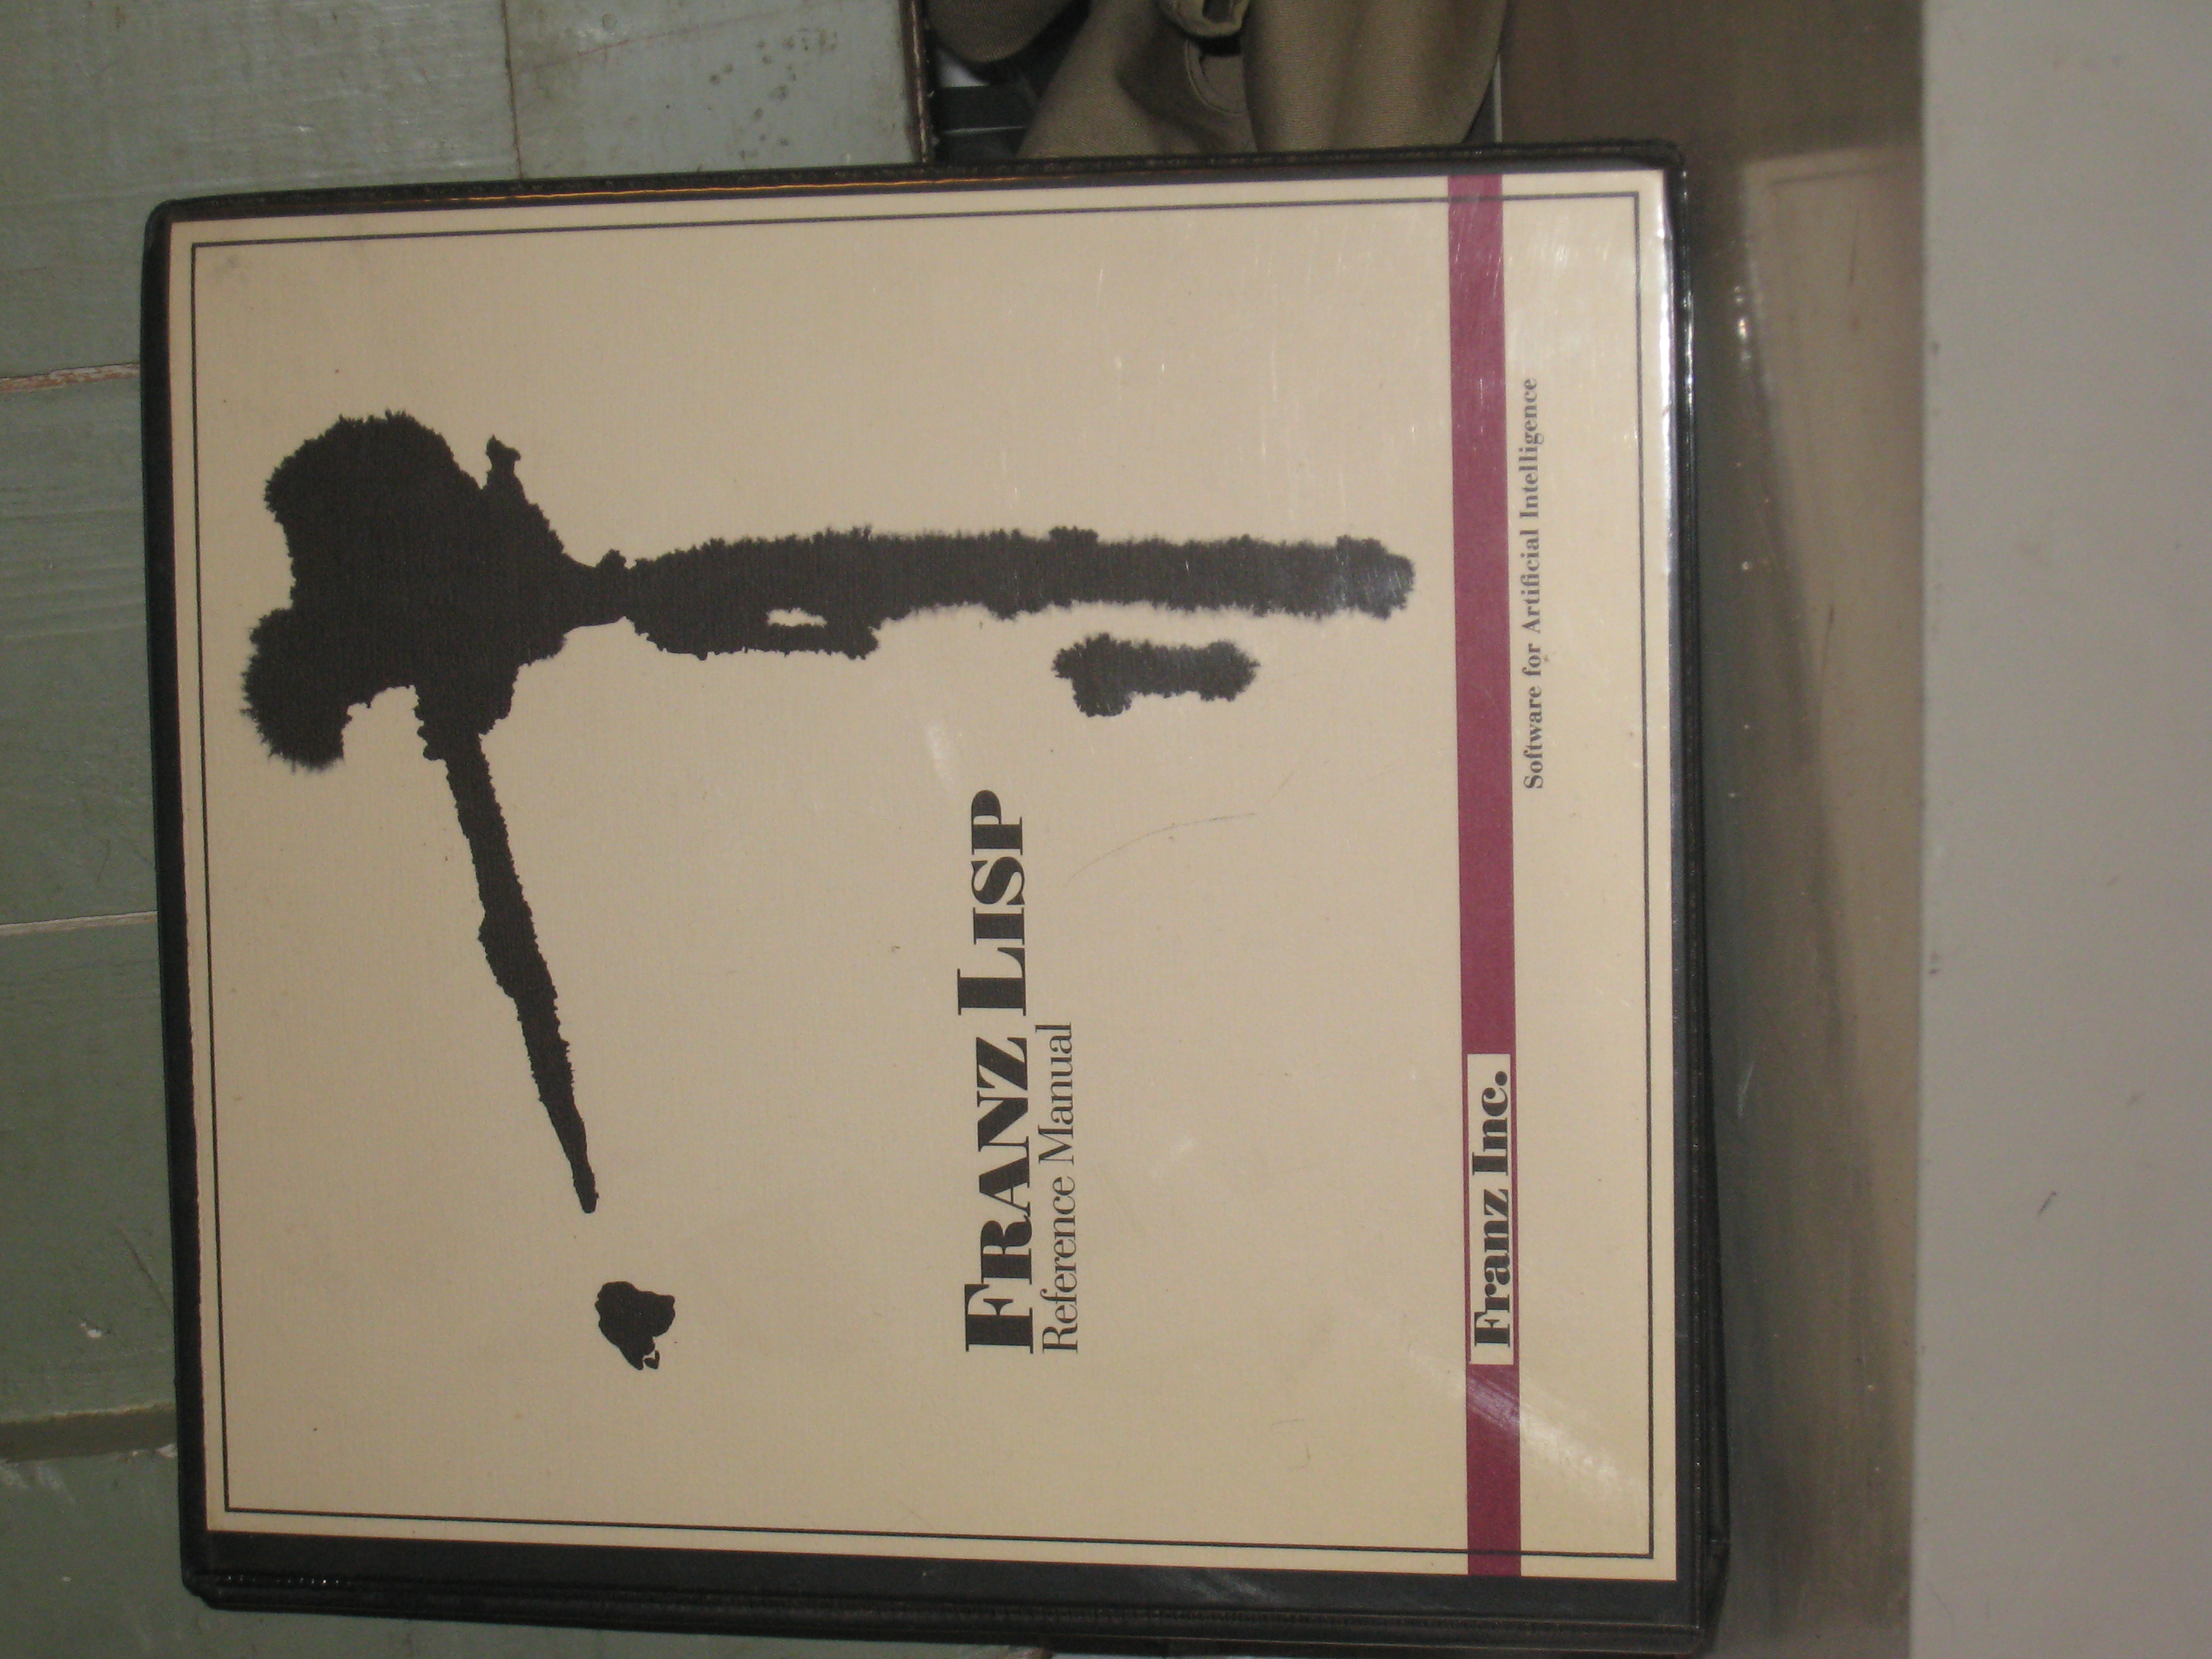 FRANZ LISP
Reference Manual
Franz Inc.
Software for Artificial Intelligence